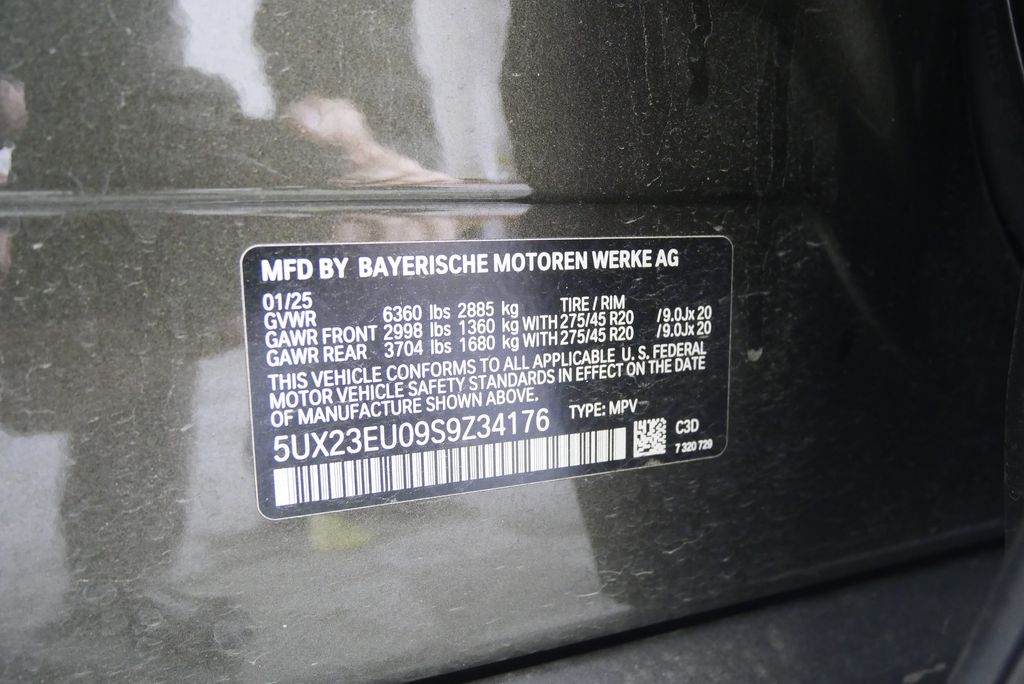 MFD BY BAYERISCHE MOTOREN WERKE AG
01/25 TIRE / RIM
GVWR 6360 lbs 2885 kg
GAWR FRONT 2998 lbs 1360 kg WITH 275/45 R20 /9.0Jx 20
GAWR REAR 3704 lbs 1680 kg WITH 275/45 R20 /9.0Jx 20
THIS VEHICLE CONFORMS TO ALL APPLICABLE U. S. FEDERAL
MOTOR VEHICLE SAFETY STANDARDS IN EFFECT ON THE DATE
OF MANUFACTURE SHOWN ABOVE.
5UX23EU09S9Z34176 TYPE: MPV
C3D
7 320 729